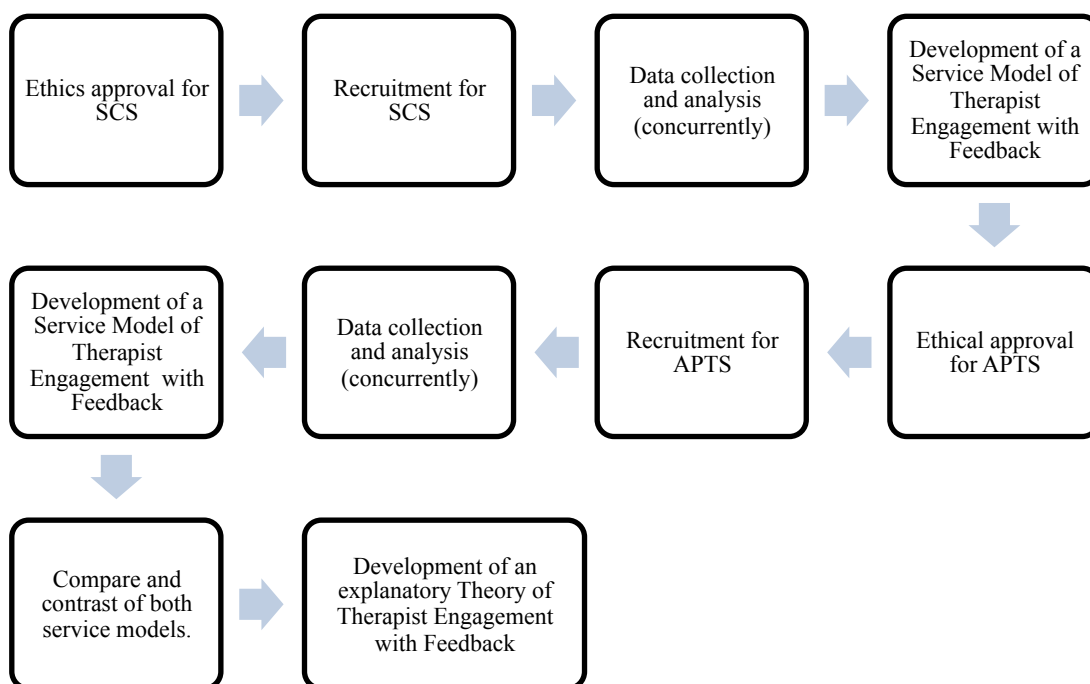 Ethics approval for
SCS
Recruitment for
SCS
Data collection
and analysis
(concurrently)
Development of a
Service Model of
Therapist
Engagement with
Feedback
Ethical approval
for APTS
Recruitment for
APTS
Data collection
and analysis
(concurrently)
Development of a
Service Model of
Therapist
Engagement with
Feedback
Compare and
contrast of both
service models.
Development of an
explanatory Theory of
Therapist Engagement
with Feedback